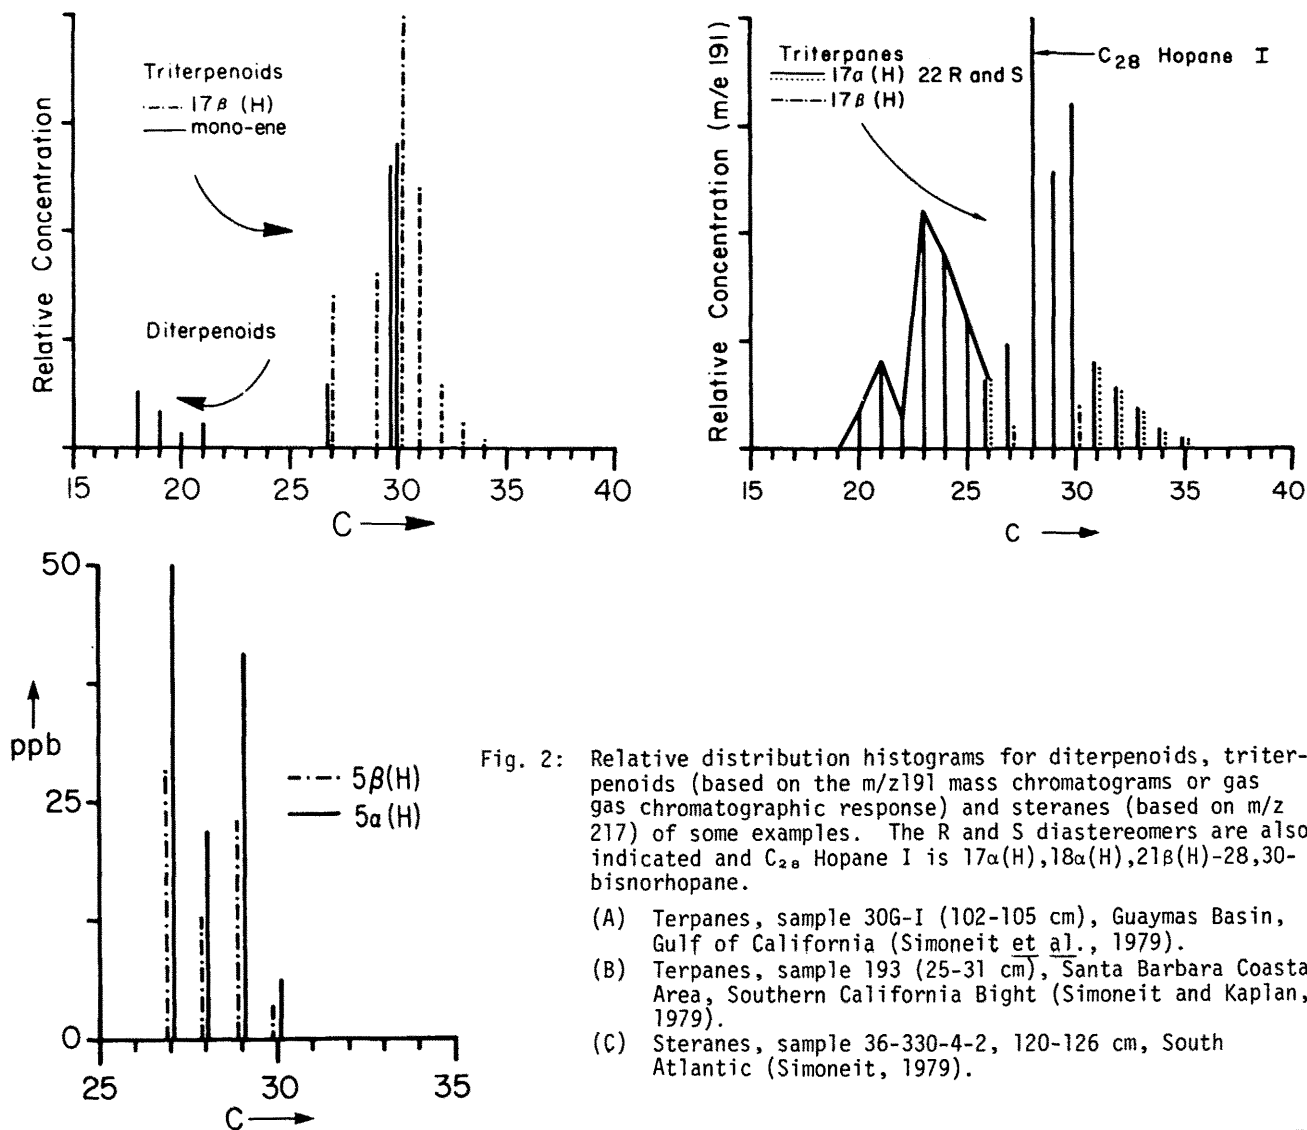 Relative Concentration
Triterpenoids
17β (H)
mono-ene
Diterpenoids
15 20 25 30 35 40
C
Relative Concentration (m/e 191)
Triterpanes
17α (H) 22 R and S
17β (H)
C₂₈ Hopane I
15 20 25 30 35 40
C
50
25
0
ppb
5β(H)
5α(H)
25 30 35
C
Fig. 2: Relative distribution histograms for diterpenoids, triter-
penoids (based on the m/z191 mass chromatograms or gas
gas chromatographic response) and steranes (based on m/z
217) of some examples. The R and S diastereomers are also
indicated and C₂₈ Hopane I is 17α(H),18α(H),21β(H)-28,30-
bisnorhopane.
(A) Terpanes, sample 30G-I (102-105 cm), Guaymas Basin,
Gulf of California (Simoneit et al., 1979).
(B) Terpanes, sample 193 (25-31 cm), Santa Barbara Coasta
Area, Southern California Bight (Simoneit and Kaplan,
1979).
(C) Steranes, sample 36-330-4-2, 120-126 cm, South
Atlantic (Simoneit, 1979).